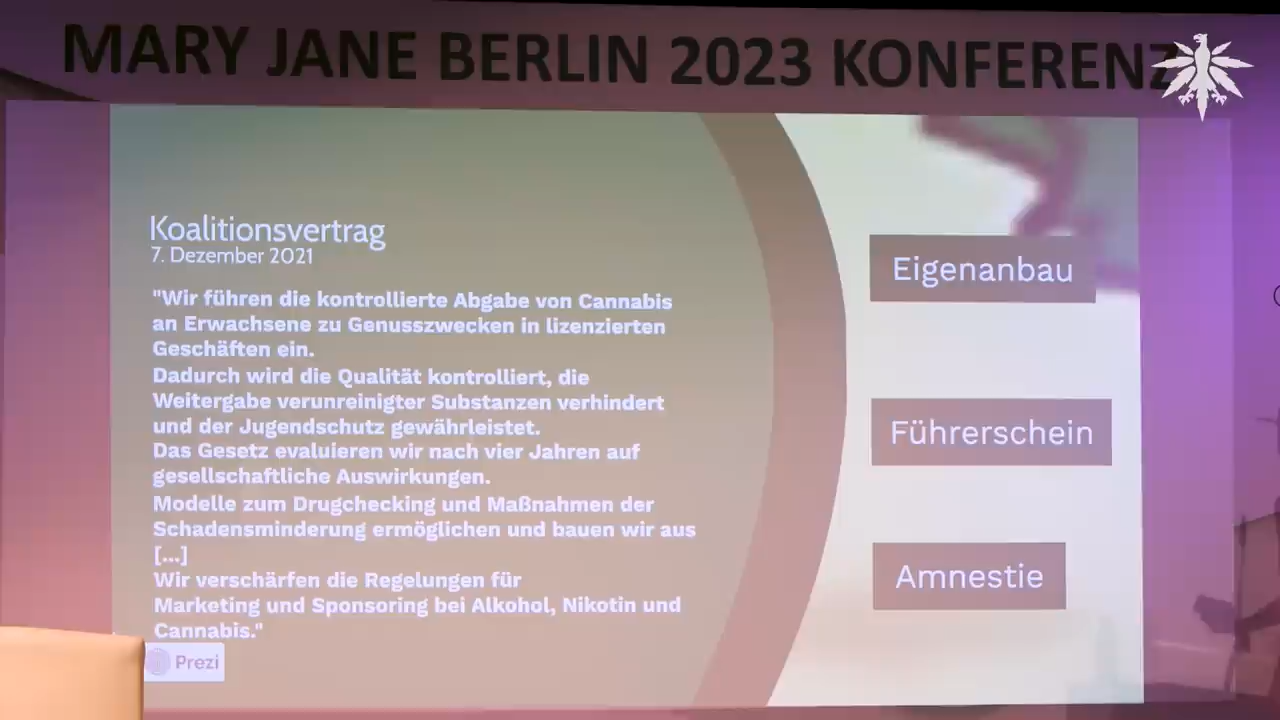 MARY JANE BERLIN 2023 KONFERENZ
Koalitionsvertrag
7. Dezember 2021
"Wir führen die kontrollierte Abgabe von Cannabis
an Erwachsene zu Genusszwecken in lizenzierten
Geschäften ein.
Dadurch wird die Qualität kontrolliert, die
Weitergabe verunreinigter Substanzen verhindert
und der Jugendschutz gewährleistet.
Das Gesetz evaluieren wir nach vier Jahren auf
gesellschaftliche Auswirkungen.
Modelle zum Drugchecking und Maßnahmen der
Schadensminderung ermöglichen und bauen wir aus
[...]
Wir verschärfen die Regelungen für
Marketing und Sponsoring bei Alkohol, Nikotin und
Cannabis."
Prezi
Eigenanbau
Führerschein
Amnestie